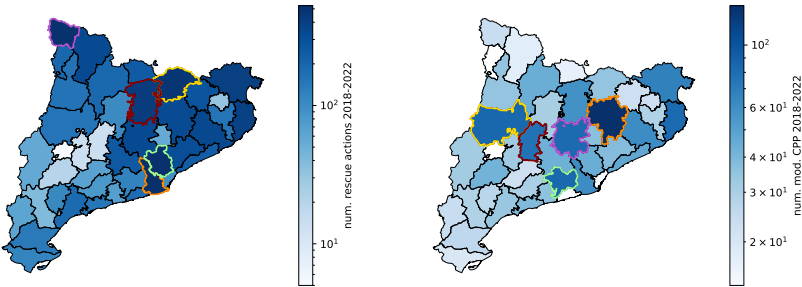 10²
10¹
num. rescue actions 2018-2022
10²
6 × 10¹
4 × 10¹
3 × 10¹
2 × 10¹
num. mod. CPP 2018-2022